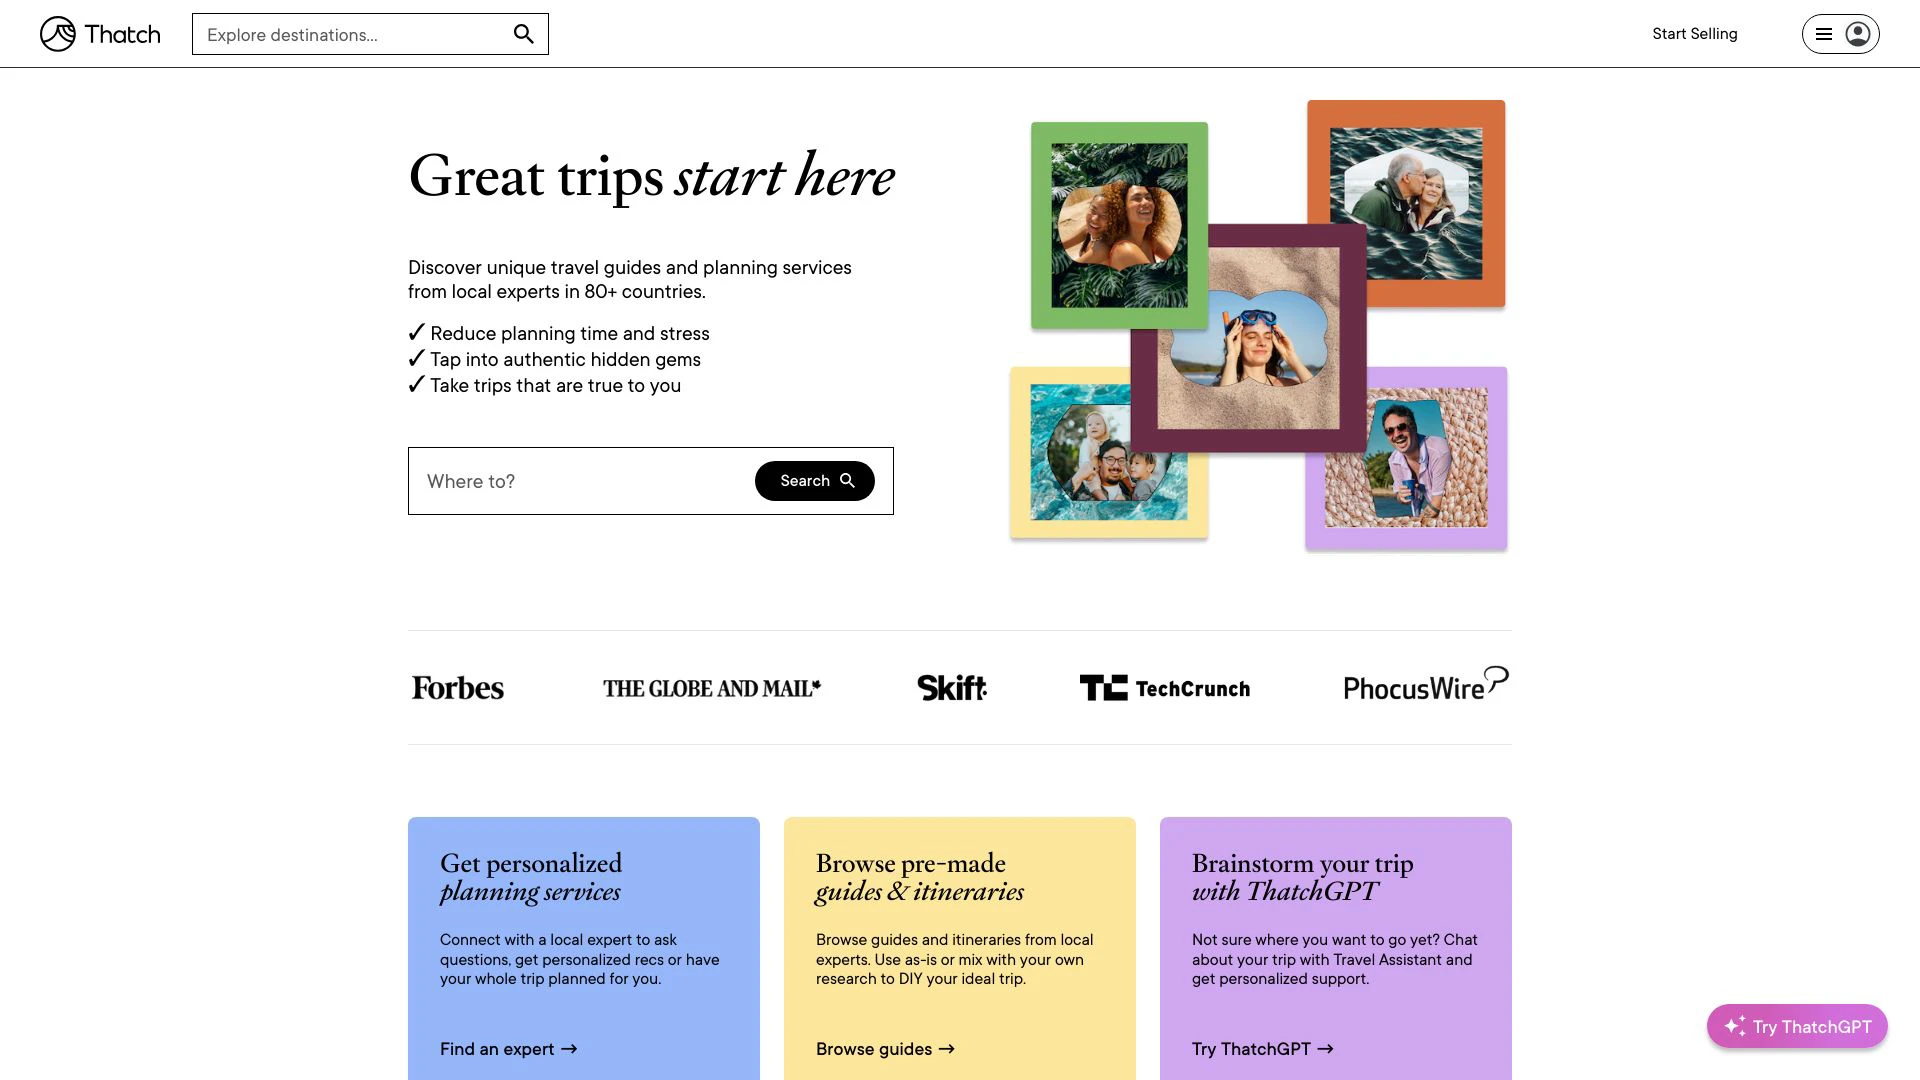 Thatch
Explore destinations...
Start Selling
Great trips start here
Discover unique travel guides and planning services
from local experts in 80+ countries.
✓ Reduce planning time and stress
✓ Tap into authentic hidden gems
✓ Take trips that are true to you
Where to?
Search
Forbes
THE GLOBE AND MAIL
Skift
TC TechCrunch
PhocusWire
Get personalized
planning services
Connect with a local expert to ask
questions, get personalized recs or have
your whole trip planned for you.
Find an expert →
Browse pre-made
guides & itineraries
Browse guides and itineraries from local
experts. Use as-is or mix with your own
research to DIY your ideal trip.
Browse guides →
Brainstorm your trip
with ThatchGPT
Not sure where you want to go yet? Chat
about your trip with Travel Assistant and
get personalized support.
Try ThatchGPT →
Try ThatchGPT